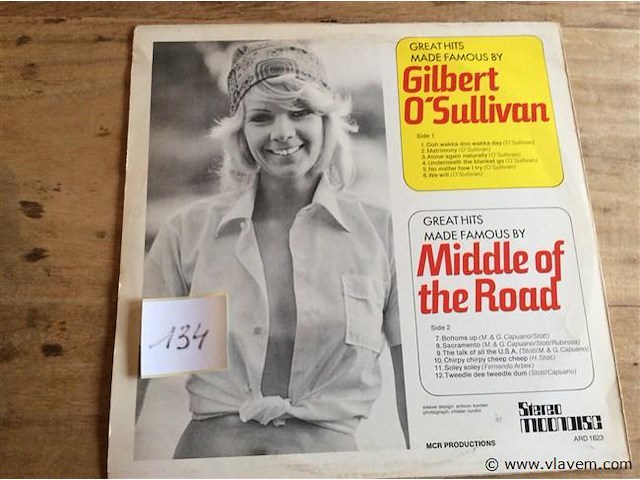 GREAT HITS
MADE FAMOUS BY
Gilbert
O'Sullivan
Side 1
1. Ooh wakka doo wakka day (O'Sullivan)
2. Matrimony (O'Sullivan)
3. Alone again naturally (O'Sullivan)
4. Underneath the blanket go (O'Sullivan)
5. No matter how I try (O'Sullivan)
6. We will (O'Sullivan)
GREAT HITS
MADE FAMOUS BY
Middle of
the Road
Side 2
7. Bottoms up (M. & G. Capuano/Stott)
8. Sacramento (M. & G. Capuano/Stott/Rubirosia)
9. The talk of all the U.S.A. (Stott/M. & G. Capuano)
10. Chirpy chirpy cheep cheep (H. Stott)
11. Soley soley (Fernando Arbex)
12. Tweedle dee tweedle dum (Stott/Capuano)
134
sleeve design:
photograph:
Stereo
MOONDISC
MCR PRODUCTIONS
ARD 1623
© www.vlavem.com